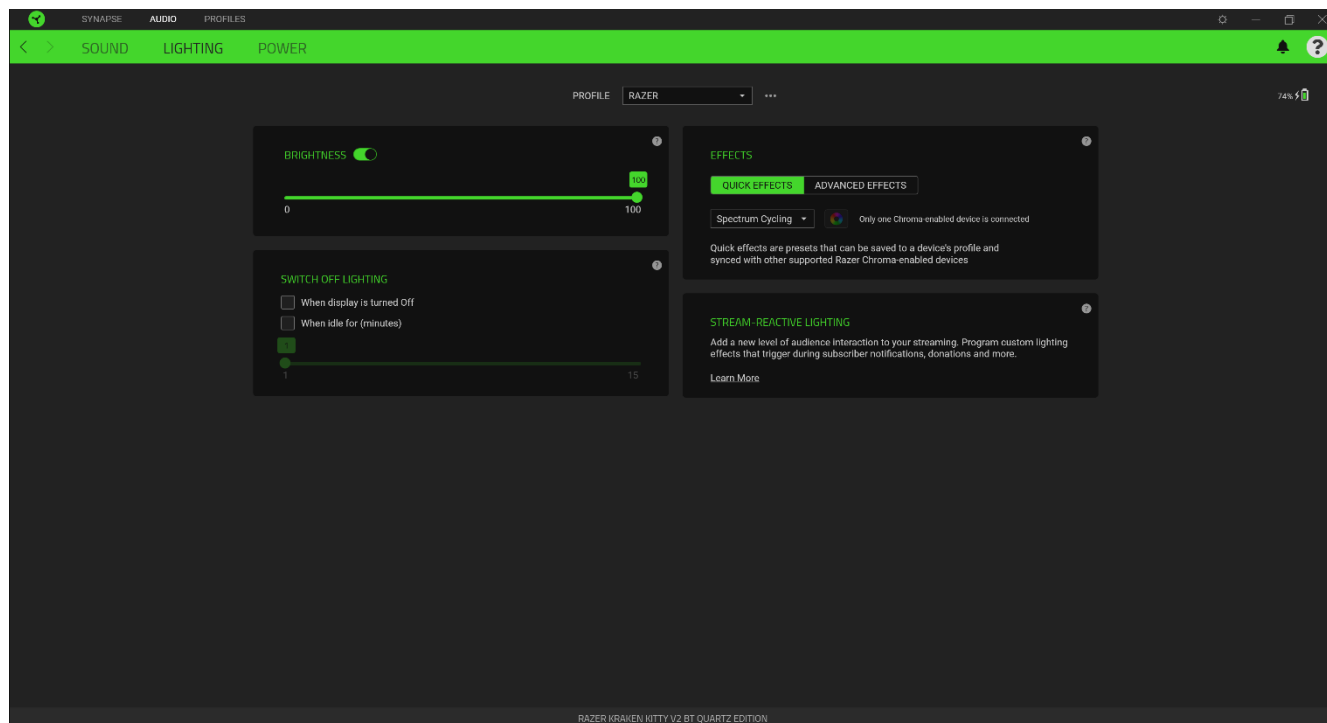 SYNAPSE AUDIO PROFILES
SOUND LIGHTING POWER
PROFILE RAZER
74%
BRIGHTNESS
100
0 100
SWITCH OFF LIGHTING
When display is turned Off
When idle for (minutes)
1
1 15
EFFECTS
QUICK EFFECTS ADVANCED EFFECTS
Spectrum Cycling Only one Chroma-enabled device is connected
Quick effects are presets that can be saved to a device's profile and
synced with other supported Razer Chroma-enabled devices
STREAM-REACTIVE LIGHTING
Add a new level of audience interaction to your streaming. Program custom lighting
effects that trigger during subscriber notifications, donations and more.
Learn More
RAZER KRAKEN KITTY V2 BT QUARTZ EDITION